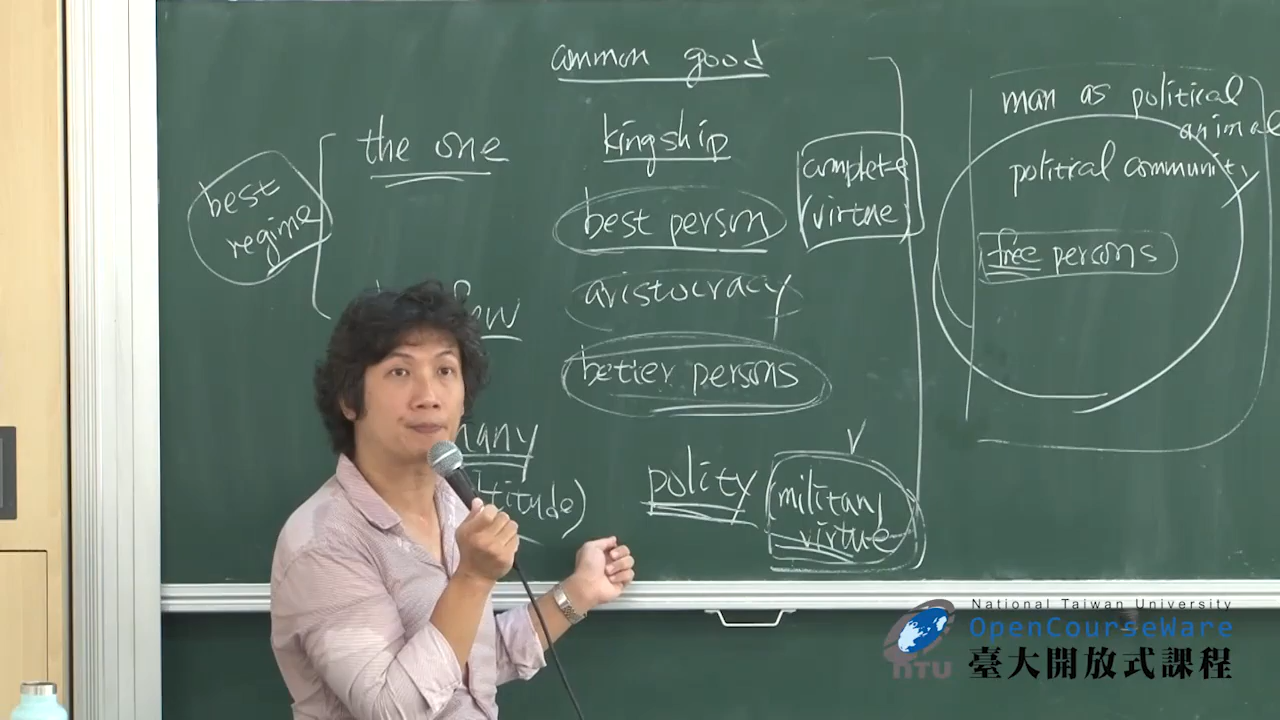 common good
the one
kingship
complete
virtue
best
regime
best person
aristocracy
better persons
polity
military
virtue
man as political
animal
political community
free persons
National Taiwan University
OpenCourseWare
NTU
臺大開放式課程